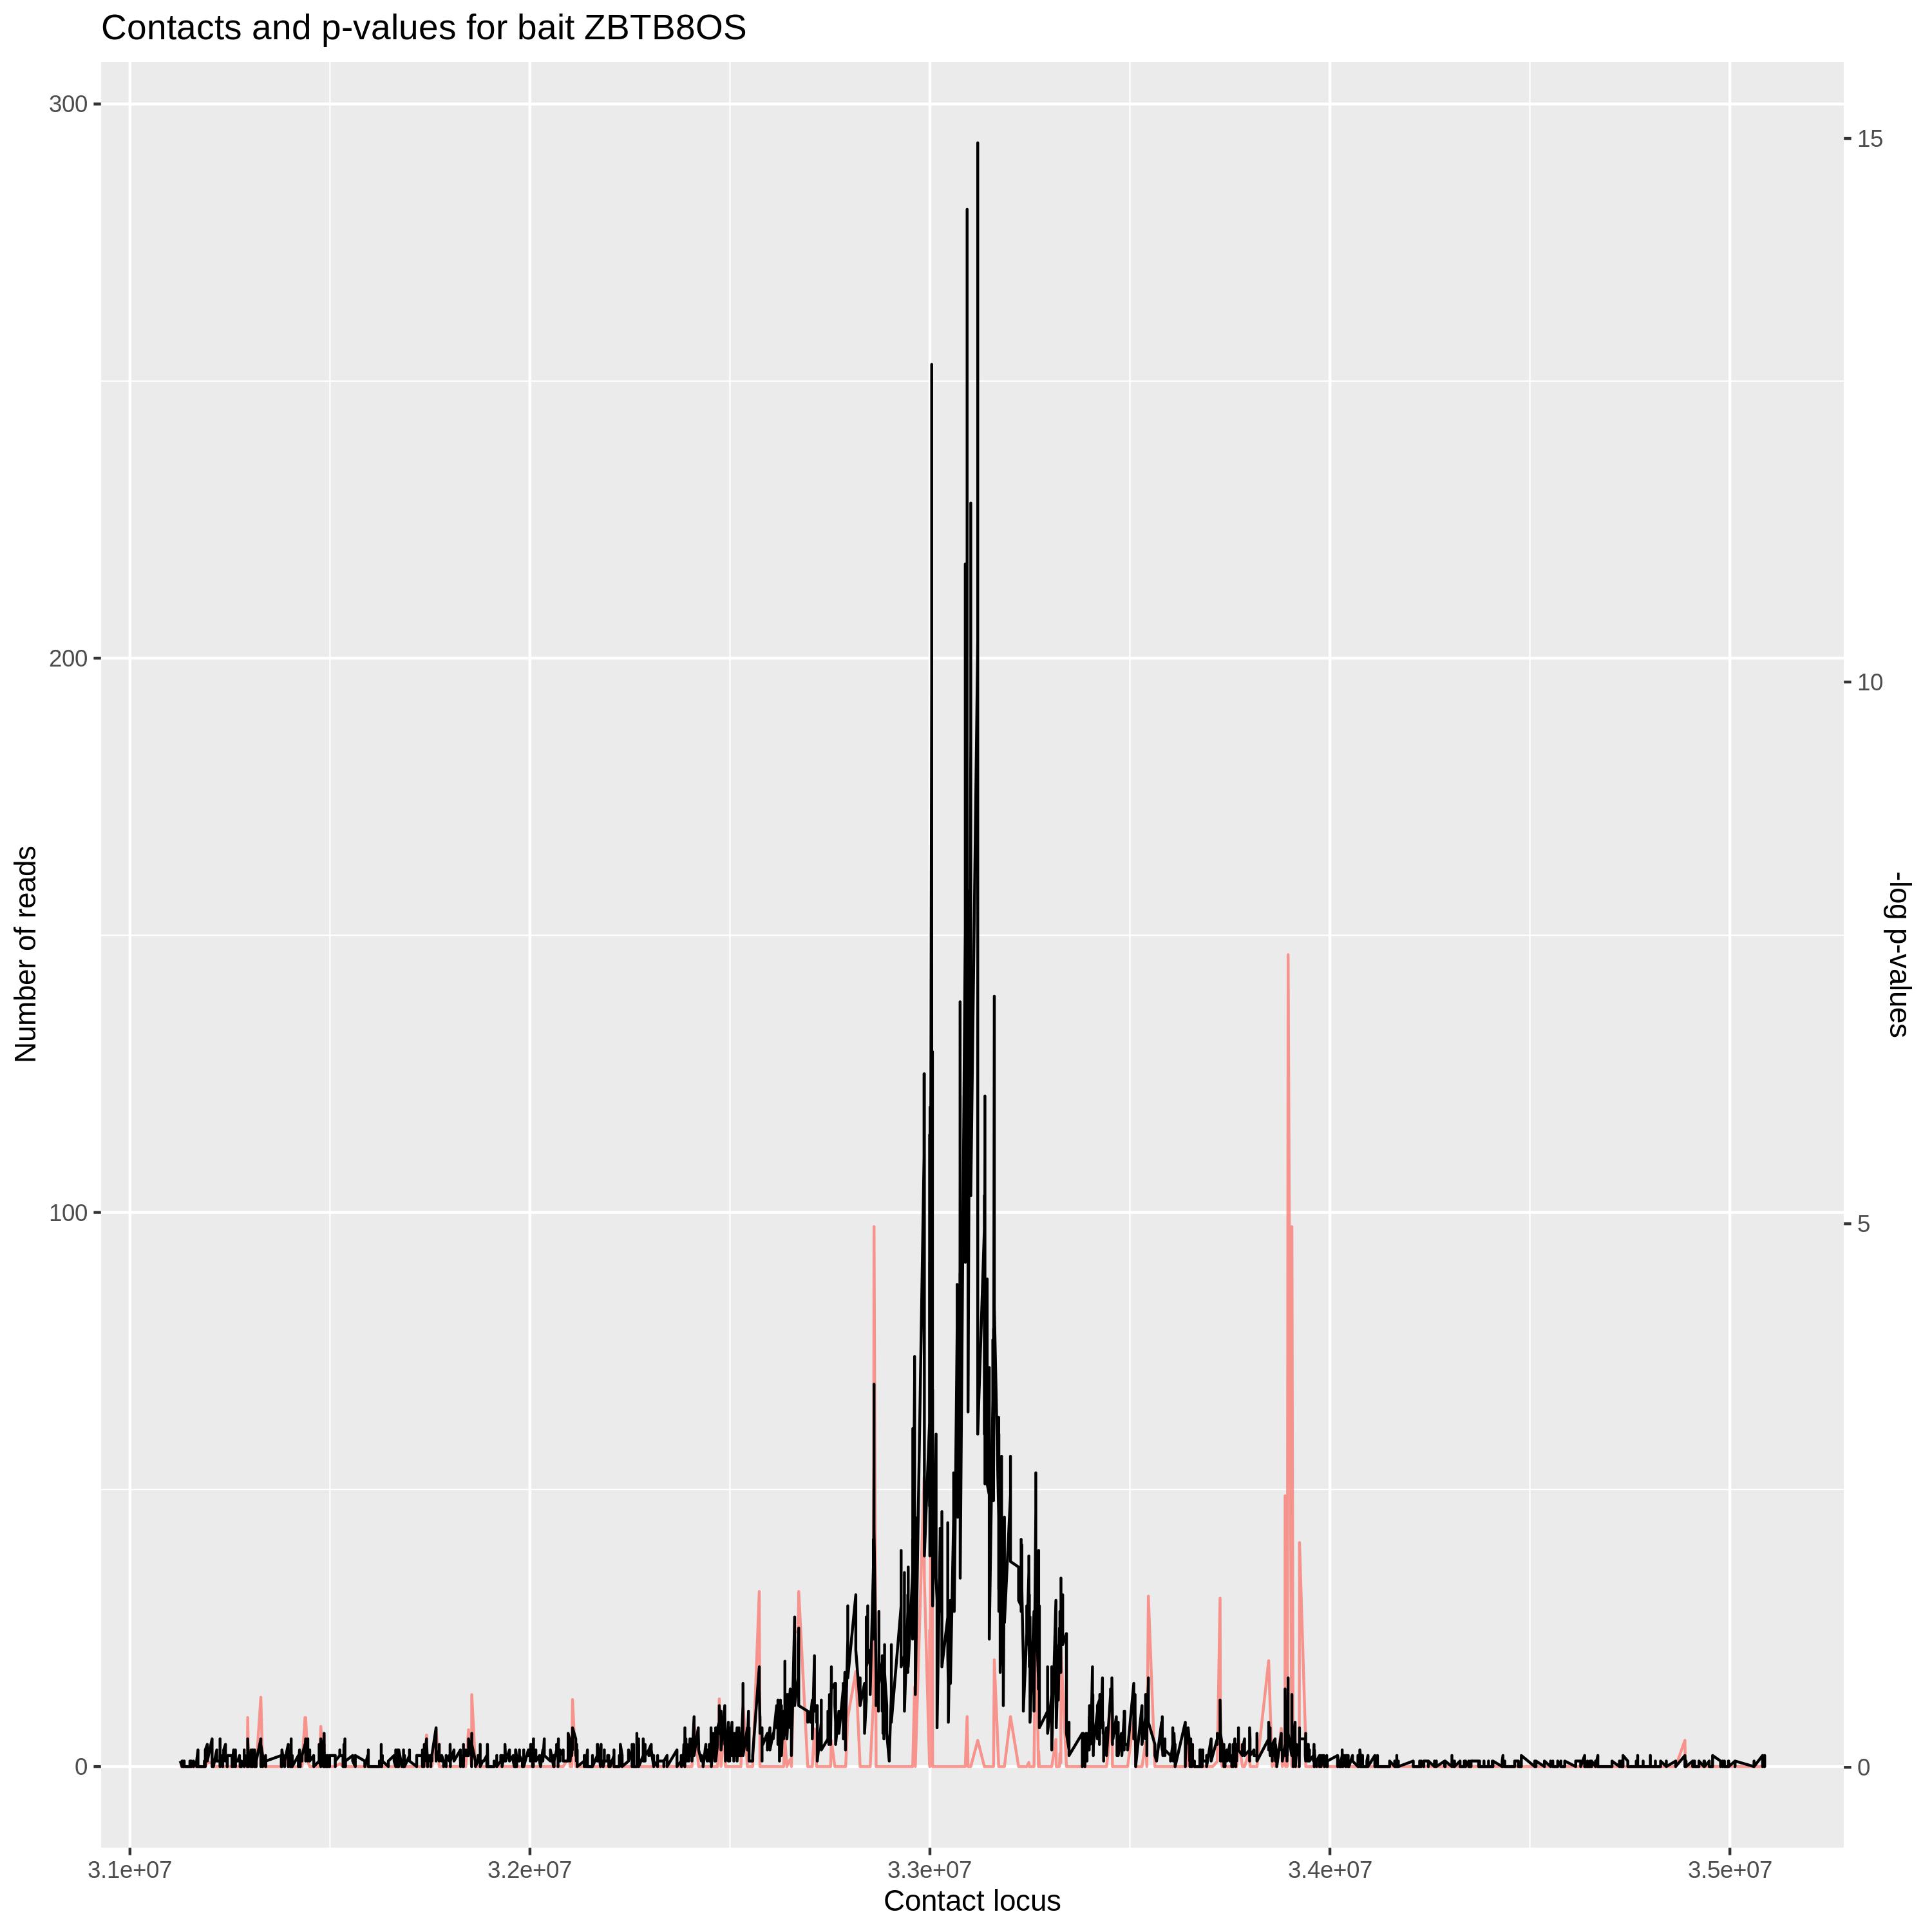 Contacts and p-values for bait ZBTB8OS
300
200
100
0
Number of reads
15
10
5
0
-log p-values
3.1e+07 3.2e+07 3.3e+07 3.4e+07 3.5e+07
Contact locus